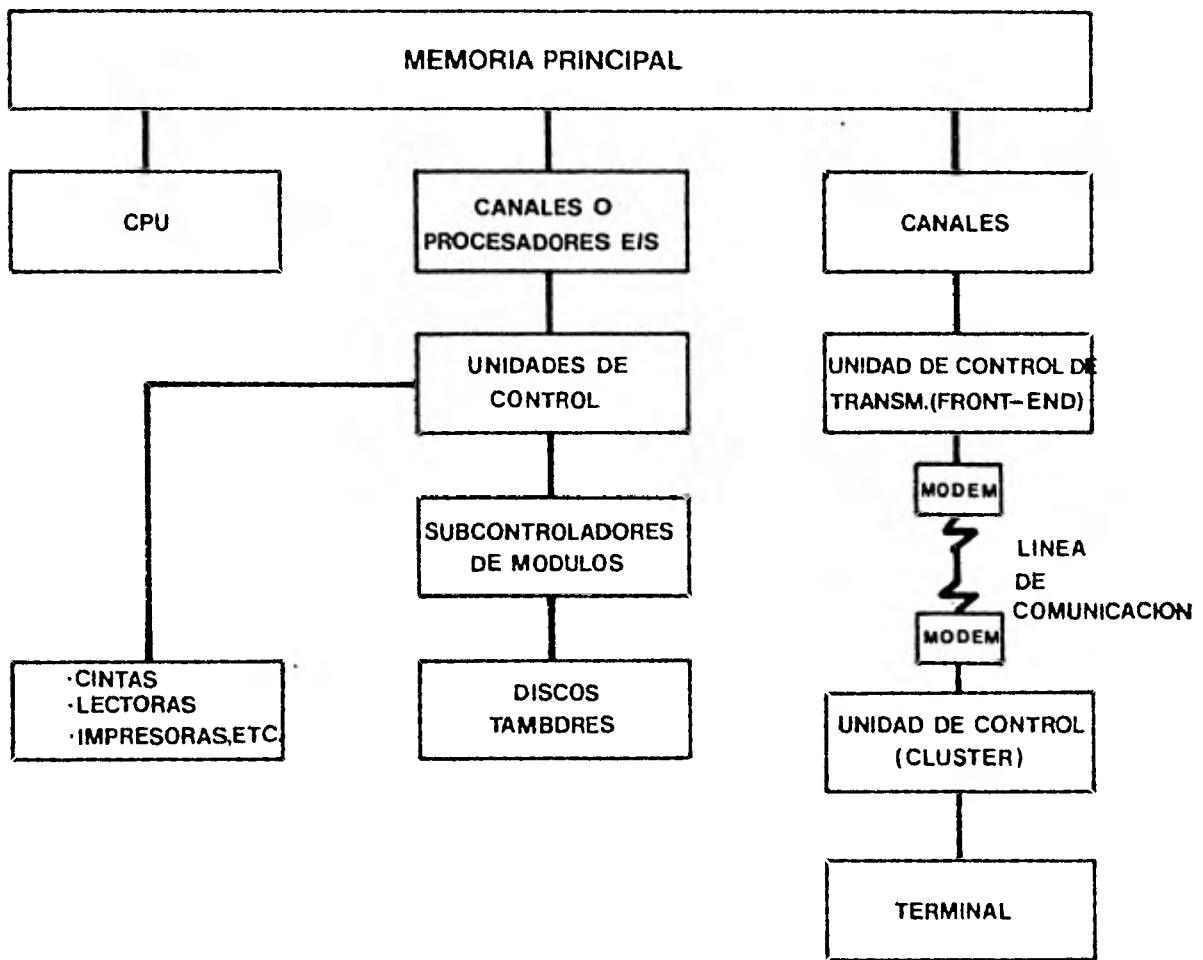 MEMORIA PRINCIPAL
CPU
CANALES O
PROCESADORES E/S
CANALES
UNIDADES DE
CONTROL
UNIDAD DE CONTROL DE
TRANSM.(FRONT-END)
MODEM
SUBCONTROLADORES
DE MODULOS
LINEA
DE
COMUNICACION
MODEM
·CINTAS
·LECTORAS
·IMPRESORAS,ETC.
DISCOS
TAMBDRES
UNIDAD DE CONTROL
(CLUSTER)
TERMINAL